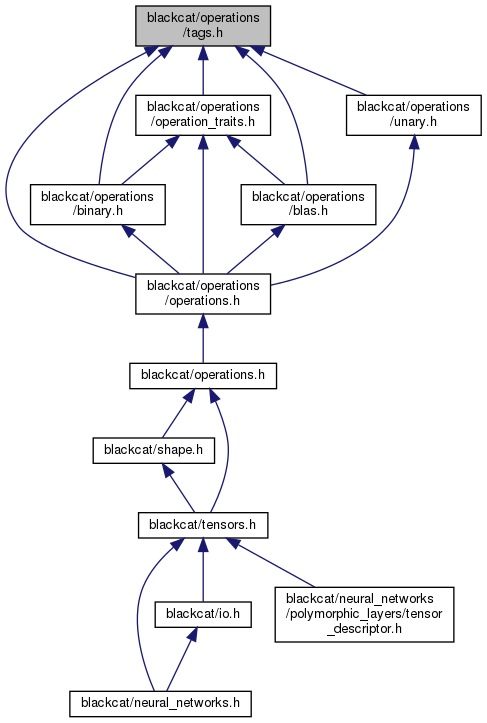 blackcat/operations
/tags.h
blackcat/operations
/operation_traits.h
blackcat/operations
/unary.h
blackcat/operations
/binary.h
blackcat/operations
/blas.h
blackcat/operations
/operations.h
blackcat/operations.h
blackcat/shape.h
blackcat/tensors.h
blackcat/neural_networks
/polymorphic_layers/tensor
_descriptor.h
blackcat/io.h
blackcat/neural_networks.h